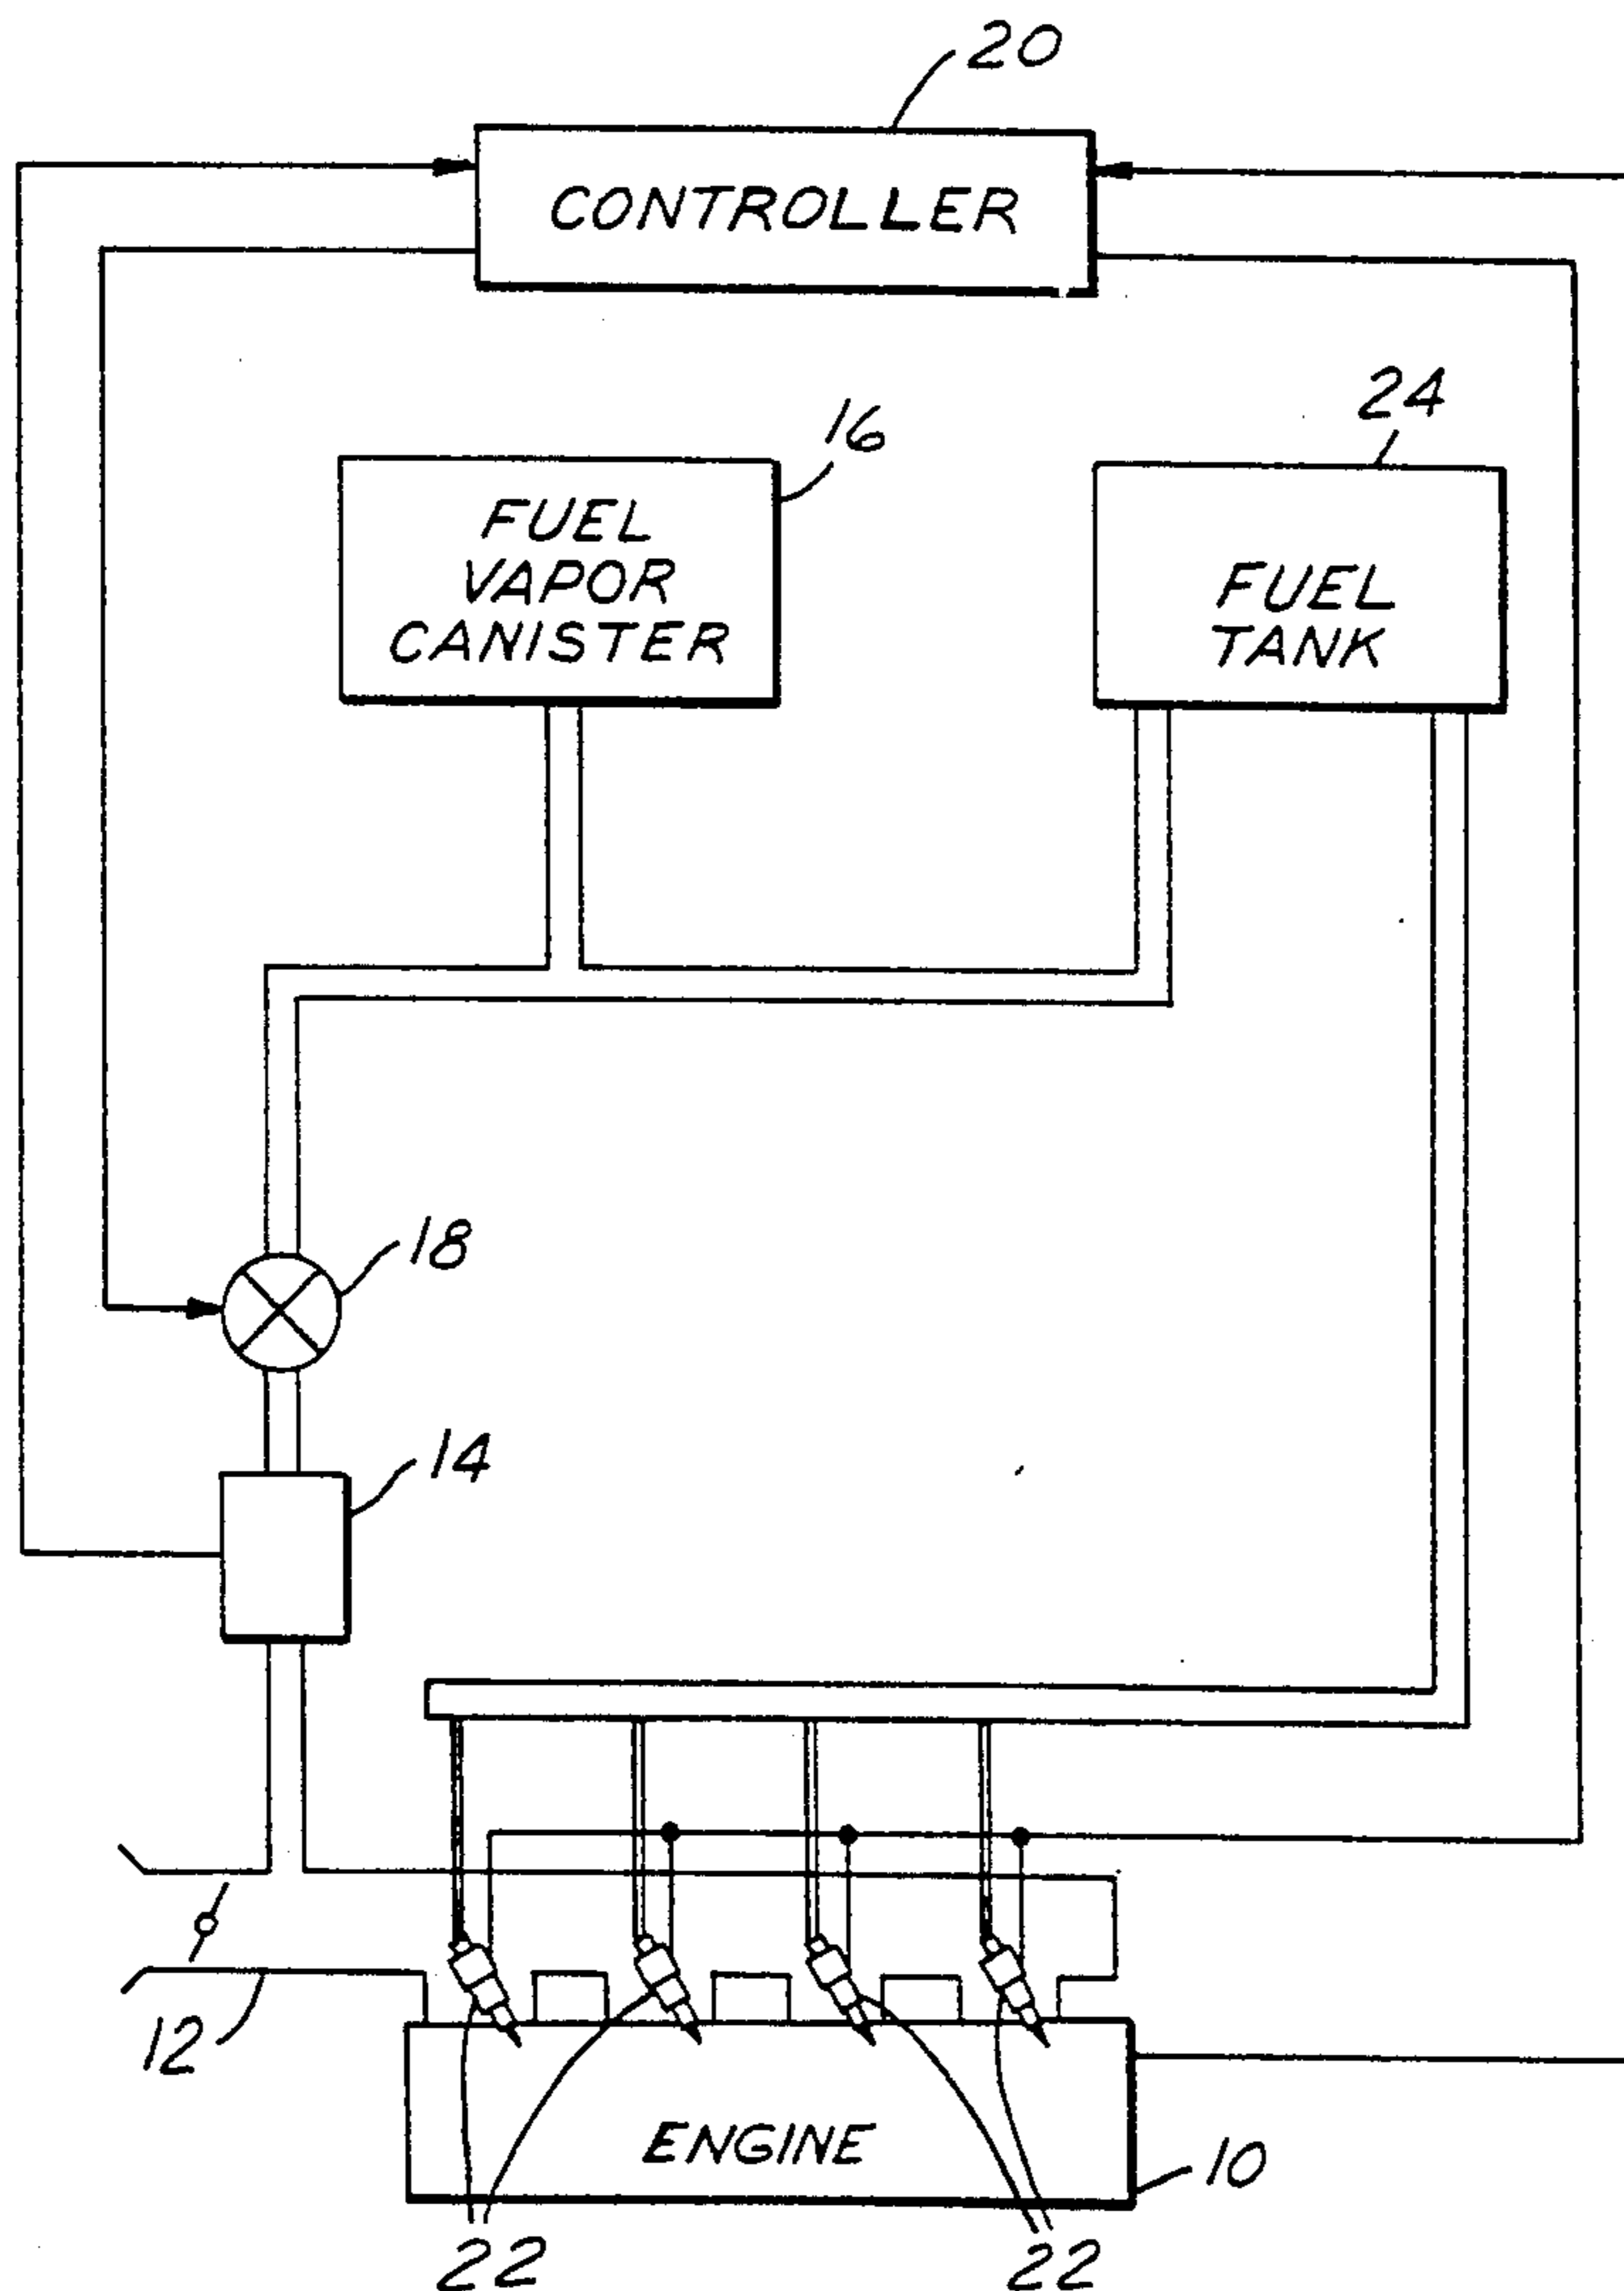 20
CONTROLLER
16
24
FUEL
VAPOR
CANISTER
FUEL
TANK
18
14
12
ENGINE
10
22
22